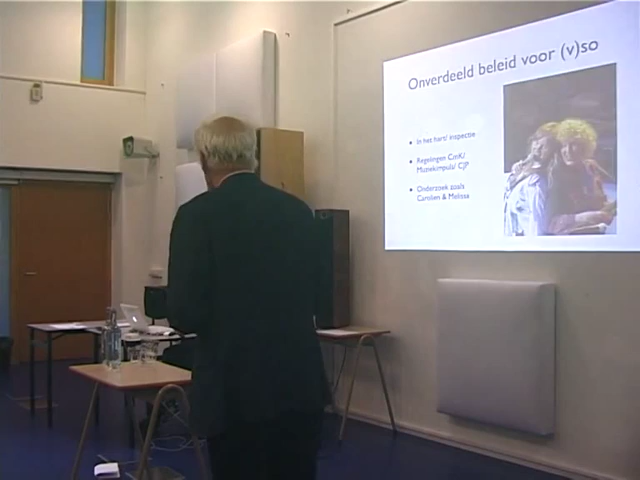 Onverdeeld beleid voor (v)so
• In het hart/ inspectie
• Regelingen CmK/
Muziekimpuls/ CJP
• Onderzoek zoals
Carolien & Melissa